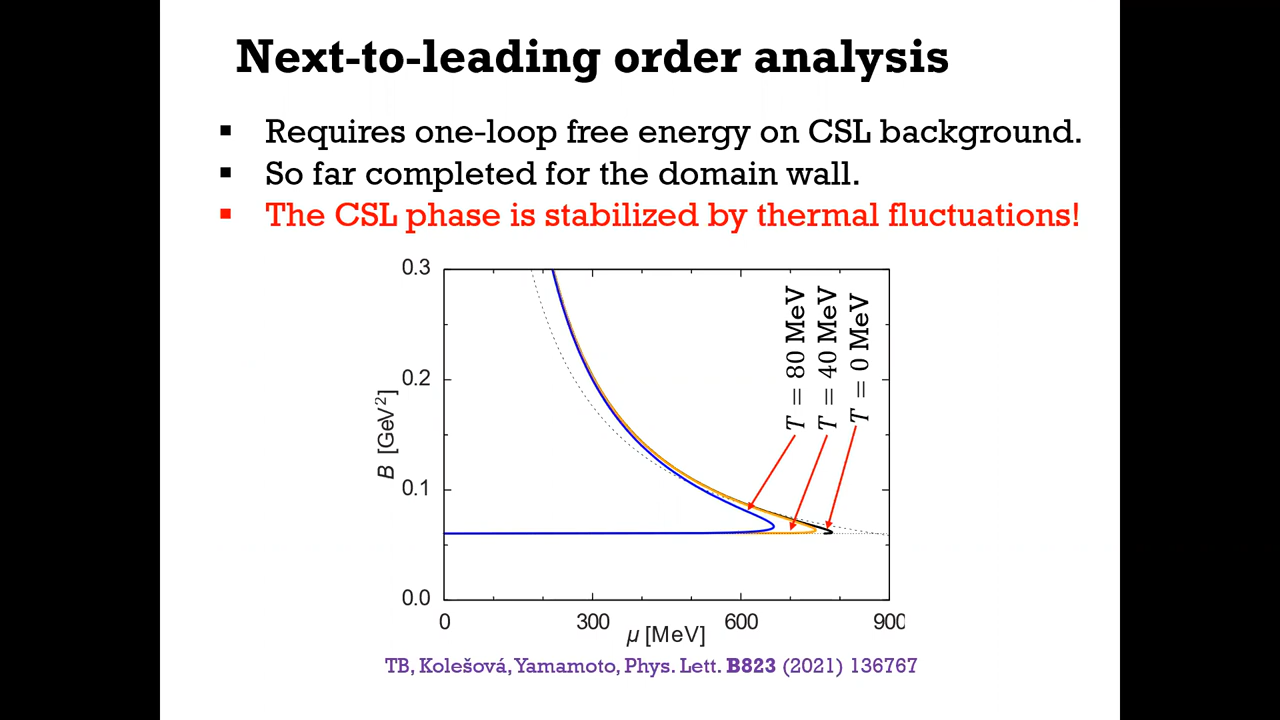 Next-to-leading order analysis
▪ Requires one-loop free energy on CSL background.
▪ So far completed for the domain wall.
▪ The CSL phase is stabilized by thermal fluctuations!
0.3
0.2
0.1
0.0
B [GeV²]
T = 80 MeV
T = 40 MeV
T = 0 MeV
0 300 600 900
μ [MeV]
TB, Kolešová, Yamamoto, Phys. Lett. B823 (2021) 136767